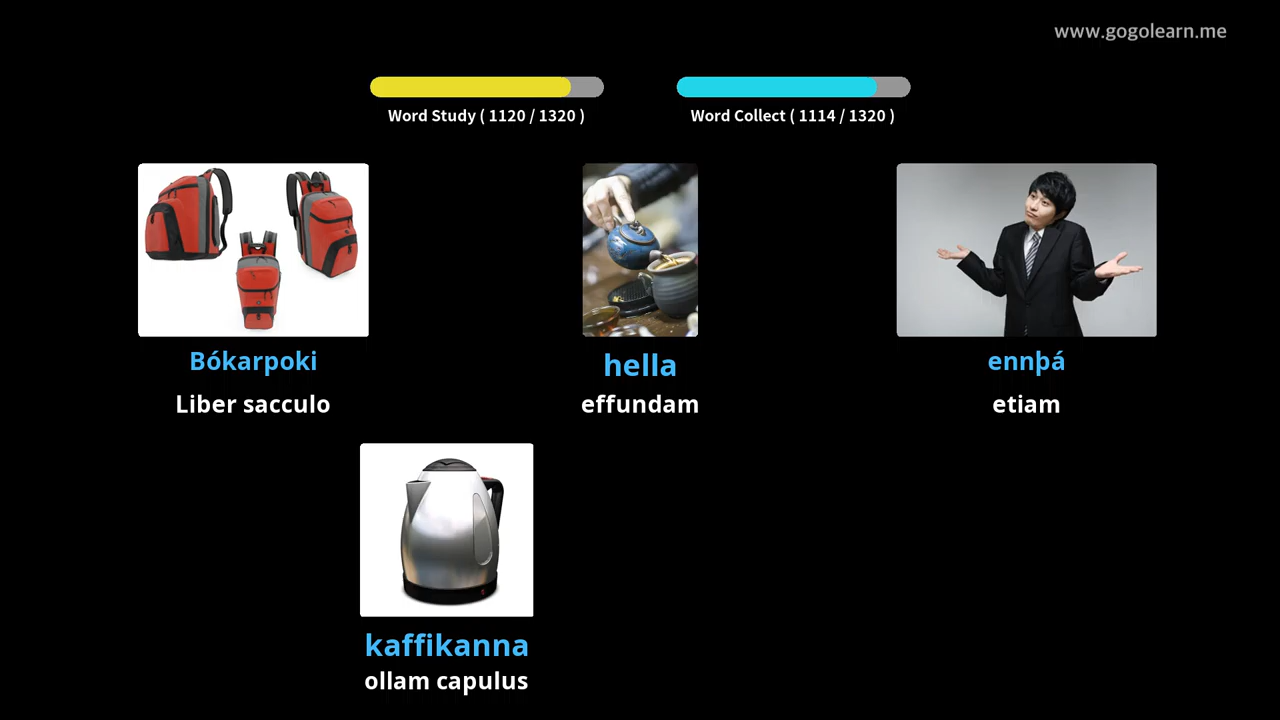 www.gogolearn.me
Word Study ( 1120 / 1320 )
Word Collect ( 1114 / 1320 )
Bókarpoki
hella
ennþá
Liber sacculo
effundam
etiam
kaffikanna
ollam capulus